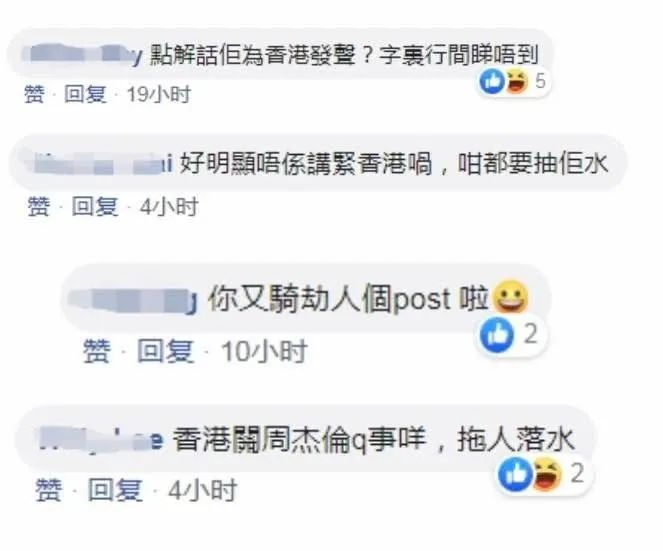 點解話佢為香港發聲？字裏行間睇唔到
5
赞 · 回复 · 19小时
好明顯唔係講緊香港喎，咁都要抽佢水
赞 · 回复 · 4小时
你又騎劫人個post 啦😀
2
赞 · 回复 · 10小时
香港關周杰倫q事咩，拖人落水
2
赞 · 回复 · 4小时